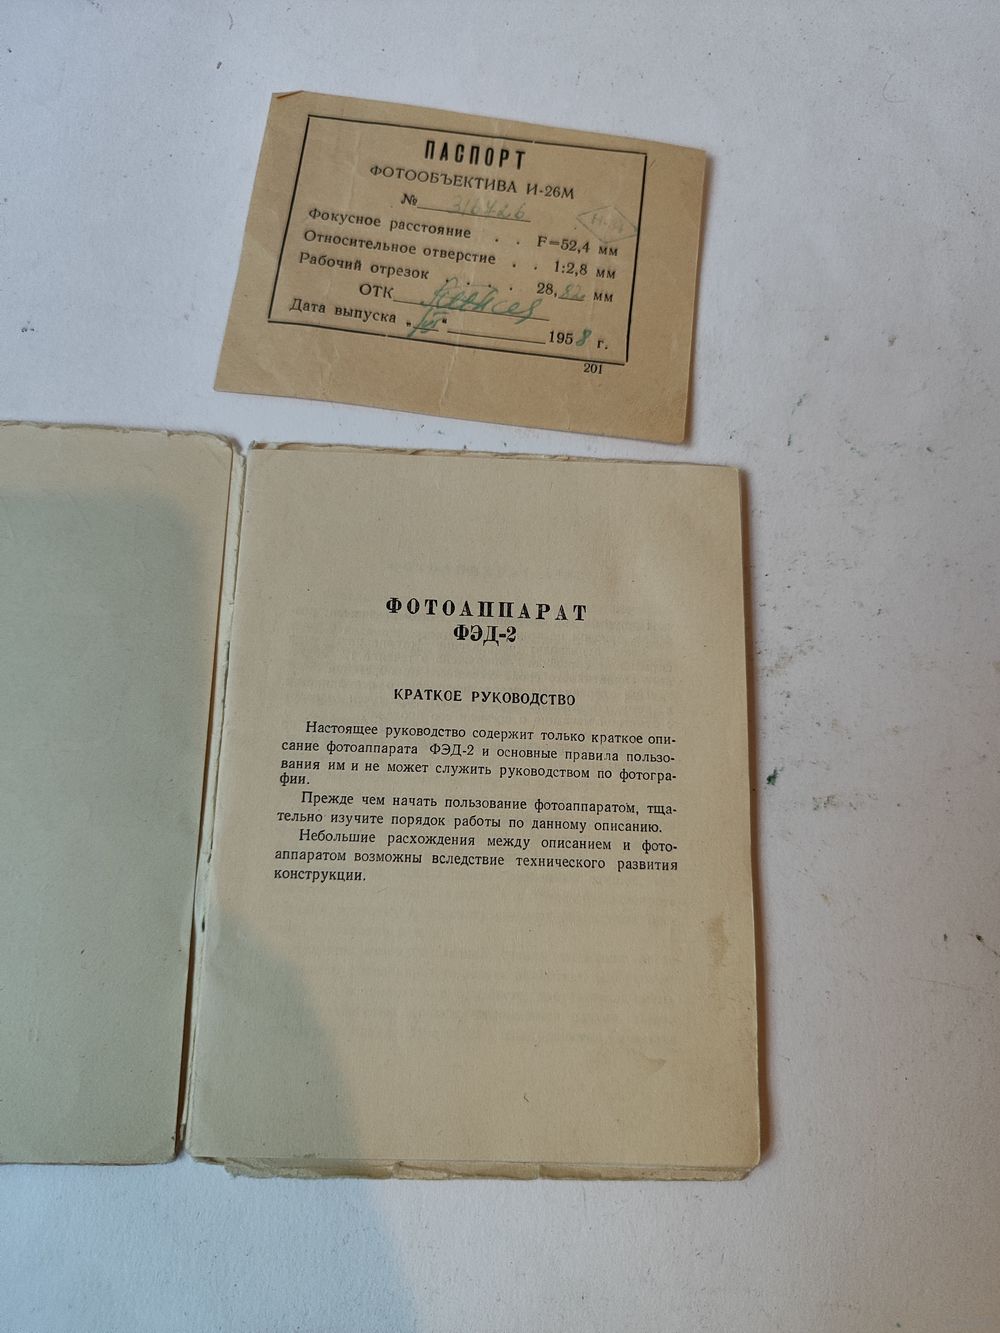 ПАСПОРТ
ФОТООБЪЕКТИВА И-26М
№ 316426
Фокусное расстояние . . F=52,4 мм
Относительное отверстие . . 1:2,8 мм
Рабочий отрезок . . . . 28,82 мм
ОТК
Дата выпуска „VI“ 1958 г.
201
ФОТОАППАРАТ
ФЭД-2
КРАТКОЕ РУКОВОДСТВО
Настоящее руководство содержит только краткое опи-
сание фотоаппарата ФЭД-2 и основные правила пользо-
вания им и не может служить руководством по фотогра-
фии.
Прежде чем начать пользование фотоаппаратом, тща-
тельно изучите порядок работы по данному описанию.
Небольшие расхождения между описанием и фото-
аппаратом возможны вследствие технического развития
конструкции.